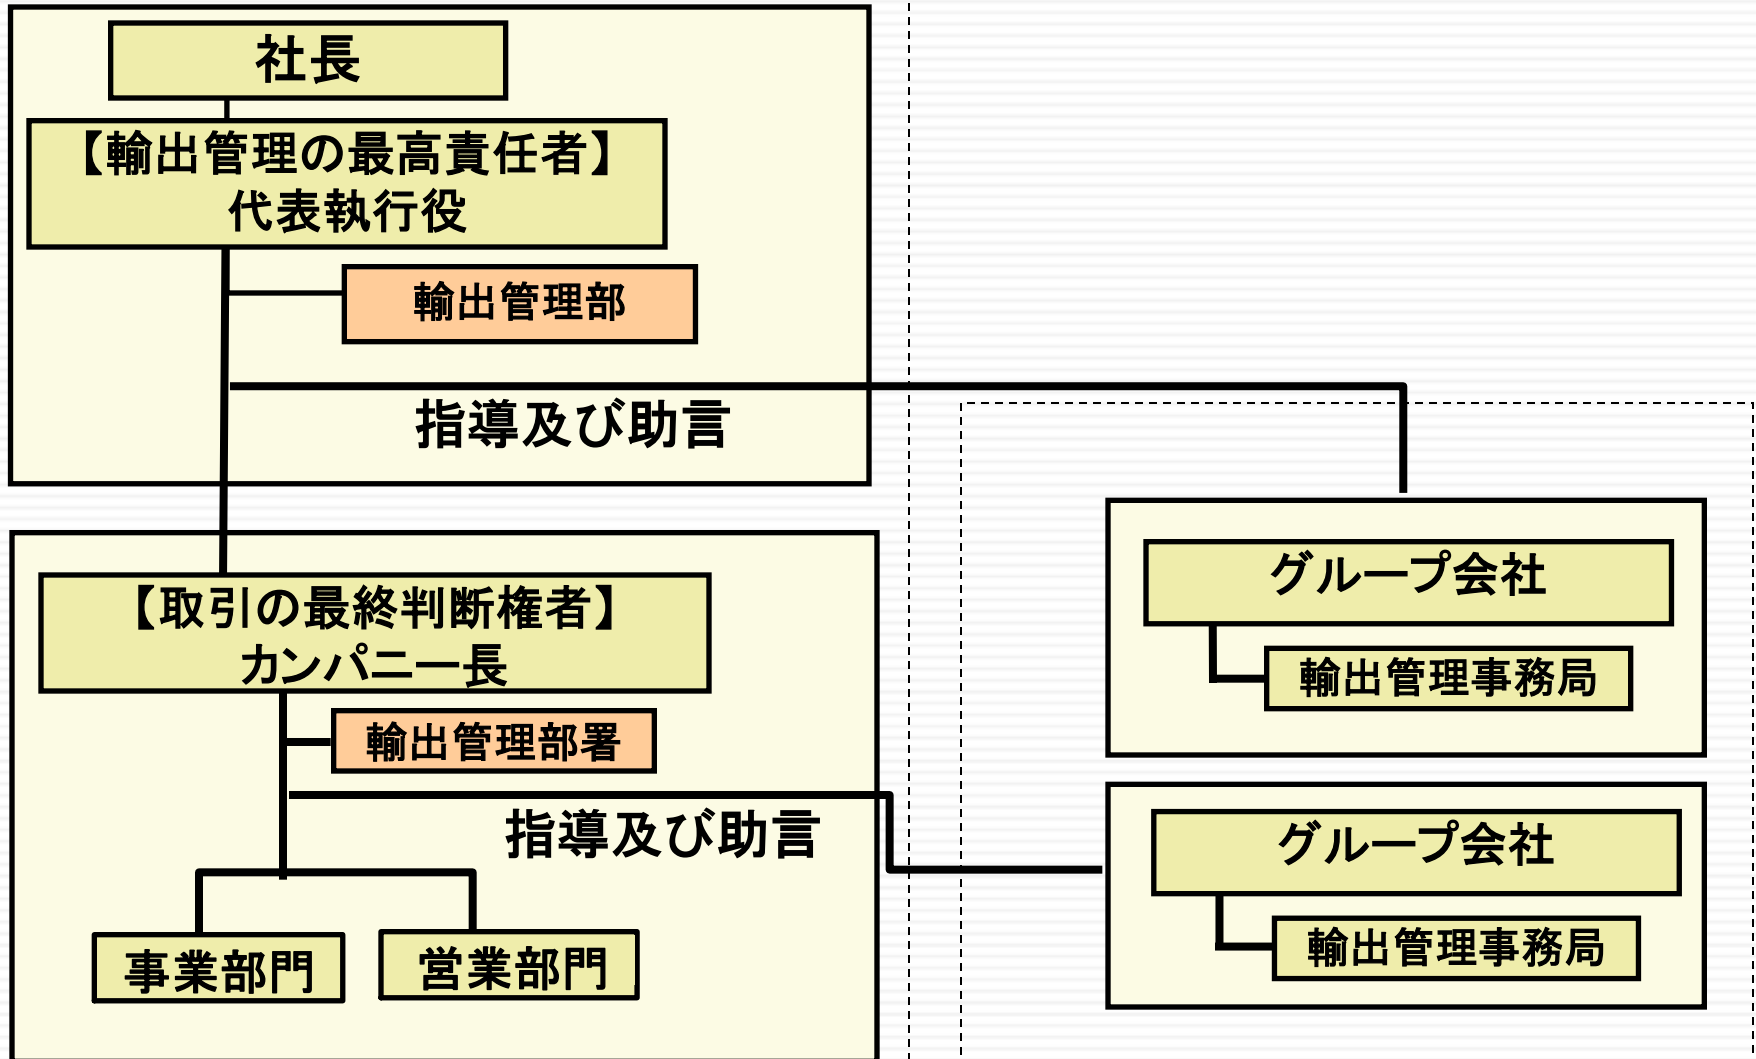 社長
【輸出管理の最高責任者】
代表執行役
輸出管理部
指導及び助言
【取引の最終判断権者】
カンパニー長
輸出管理部署
指導及び助言
事業部門
営業部門
グループ会社
輸出管理事務局
グループ会社
輸出管理事務局